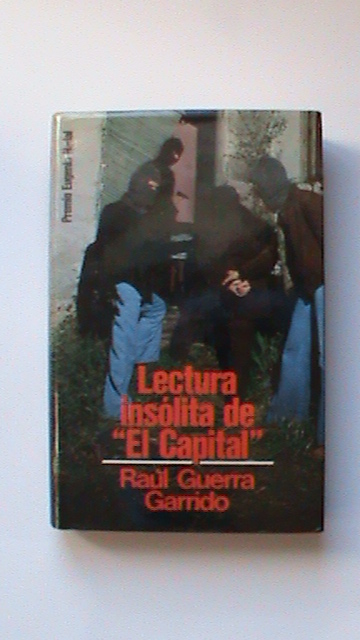 Premio Eugenio Nadal
Lectura
insólita de
“El Capital”
Raúl Guerra
Garrido